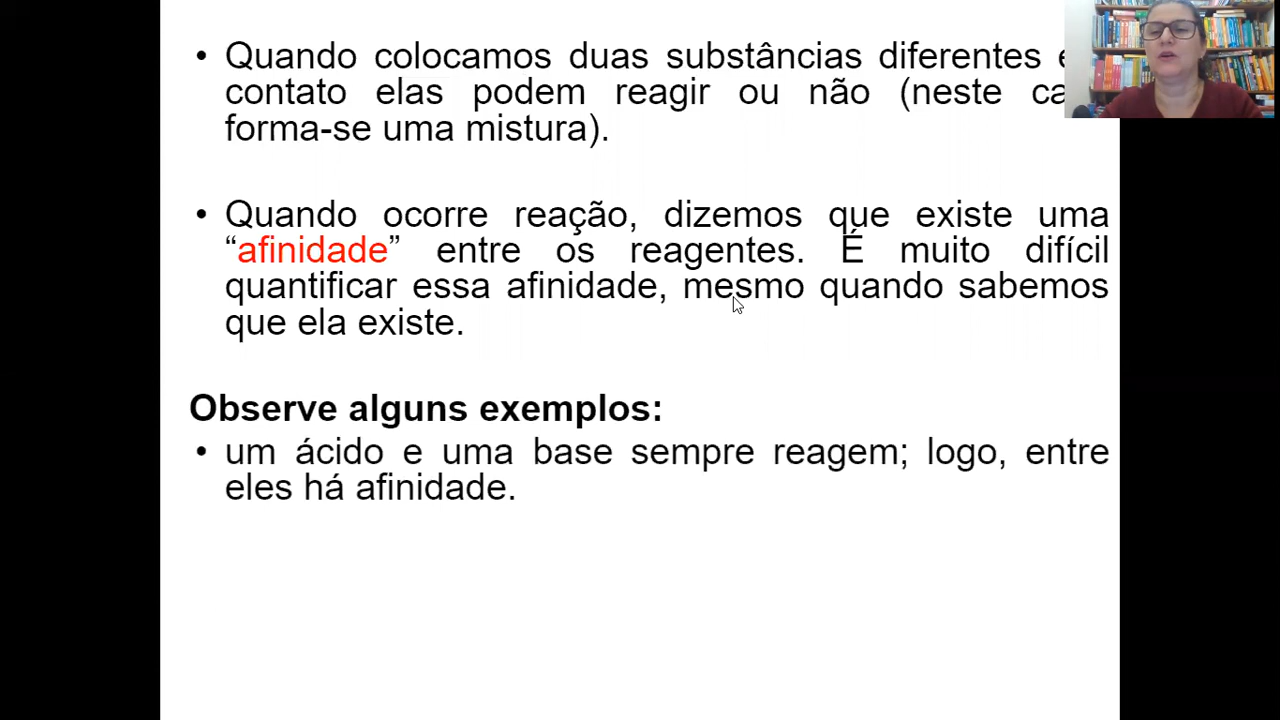 • Quando colocamos duas substâncias diferentes
contato elas podem reagir ou não (neste
forma-se uma mistura).
• Quando ocorre reação, dizemos que existe uma
“afinidade” entre os reagentes. É muito difícil
quantificar essa afinidade, mesmo quando sabemos
que ela existe.
Observe alguns exemplos:
• um ácido e uma base sempre reagem; logo, entre
eles há afinidade.